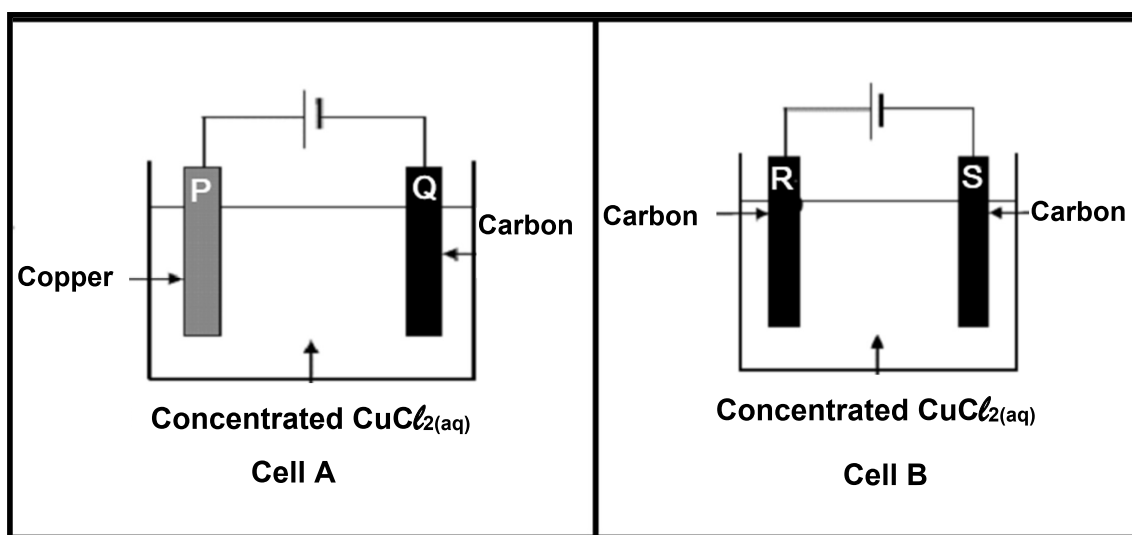 P
Q
Carbon
Copper
Concentrated CuCℓ2(aq)
Cell A
R
S
Carbon
Carbon
Concentrated CuCℓ2(aq)
Cell B